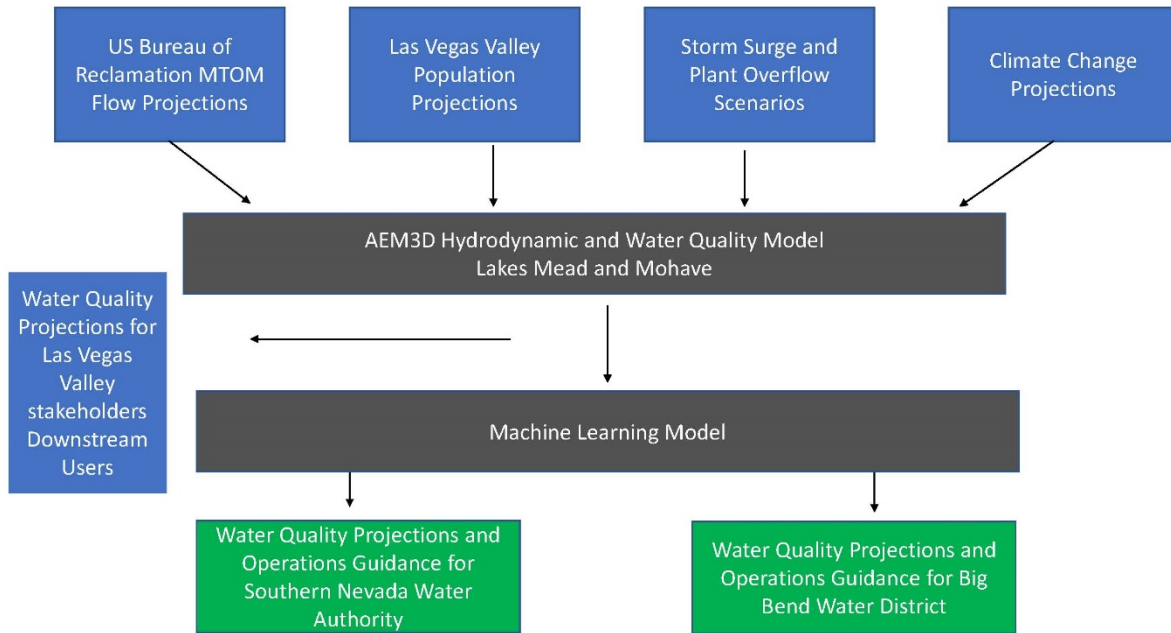 US Bureau of
Reclamation MTOM
Flow Projections
Las Vegas Valley
Population
Projections
Storm Surge and
Plant Overflow
Scenarios
Climate Change
Projections
AEM3D Hydrodynamic and Water Quality Model
Lakes Mead and Mohave
Water Quality
Projections for
Las Vegas
Valley
stakeholders
Downstream
Users
Machine Learning Model
Water Quality Projections and
Operations Guidance for
Southern Nevada Water
Authority
Water Quality Projections and
Operations Guidance for Big
Bend Water District